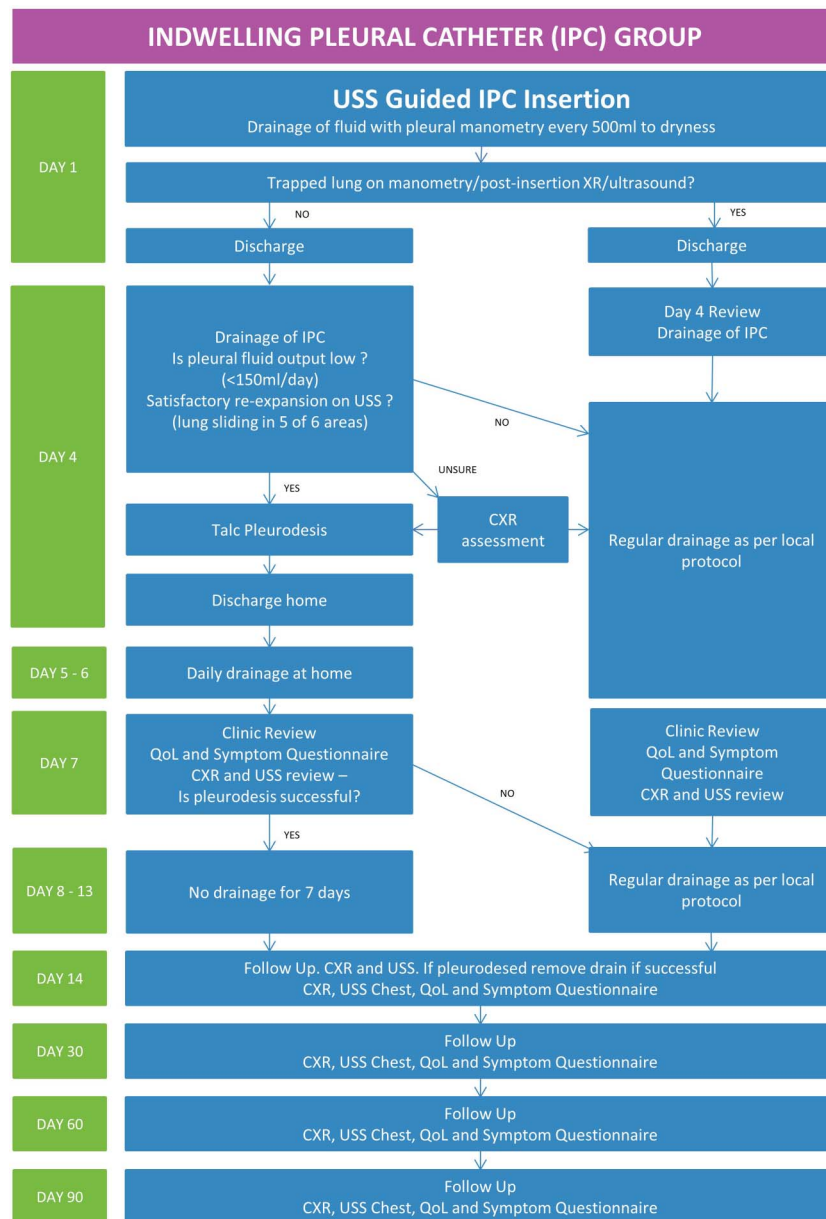 INDWELLING PLEURAL CATHETER (IPC) GROUP
DAY 1
USS Guided IPC Insertion
Drainage of fluid with pleural manometry every 500ml to dryness
Trapped lung on manometry/post-insertion XR/ultrasound?
NO
YES
Discharge
Discharge
DAY 4
Drainage of IPC
Is pleural fluid output low ?
(<150ml/day)
Satisfactory re-expansion on USS ?
(lung sliding in 5 of 6 areas)
Day 4 Review
Drainage of IPC
NO
UNSURE
YES
Talc Pleurodesis
CXR
assessment
Regular drainage as per local
protocol
Discharge home
DAY 5 - 6
Daily drainage at home
DAY 7
Clinic Review
QoL and Symptom Questionnaire
CXR and USS review –
Is pleurodesis successful?
Clinic Review
QoL and Symptom
Questionnaire
CXR and USS review
NO
YES
DAY 8 - 13
No drainage for 7 days
Regular drainage as per local
protocol
DAY 14
Follow Up. CXR and USS. If pleurodesed remove drain if successful
CXR, USS Chest, QoL and Symptom Questionnaire
DAY 30
Follow Up
CXR, USS Chest, QoL and Symptom Questionnaire
DAY 60
Follow Up
CXR, USS Chest, QoL and Symptom Questionnaire
DAY 90
Follow Up
CXR, USS Chest, QoL and Symptom Questionnaire